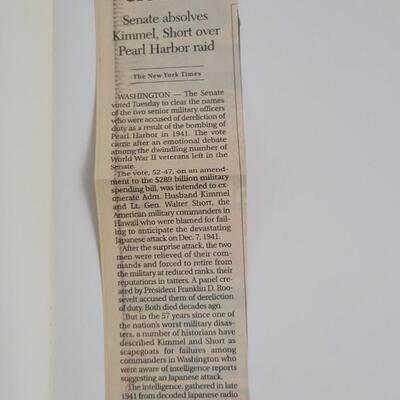 Senate absolves
Kimmel, Short over
Pearl Harbor raid
The New York Times
WASHINGTON — The Senate
voted Tuesday to clear the names
of the two senior military officers
who were accused of dereliction of
duty as a result of the bombing of
Pearl Harbor in 1941. The vote
came after an emotional debate
among the dwindling number of
World War II veterans left in the
Senate.
The vote, 52-47, on an amend-
ment to the $289 billion military
spending bill, was intended to ex-
onerate Adm. Husband Kimmel
and Lt. Gen. Walter Short, the
American military commanders in
Hawaii who were blamed for fail-
ing to anticipate the devastating
Japanese attack on Dec. 7, 1941.
After the surprise attack, the two
men were relieved of their com-
mands and forced to retire from
the military at reduced ranks, their
reputations in tatters. A panel cre-
ated by President Franklin D. Roo-
sevelt accused them of dereliction
of duty. Both died decades ago.
But in the 57 years since one of
the nation's worst military disas-
ters, a number of historians have
described Kimmel and Short as
scapegoats for failures among
commanders in Washington who
were aware of intelligence reports
suggesting an Japanese attack.
The intelligence, gathered in late
1941 from decoded Japanese radio